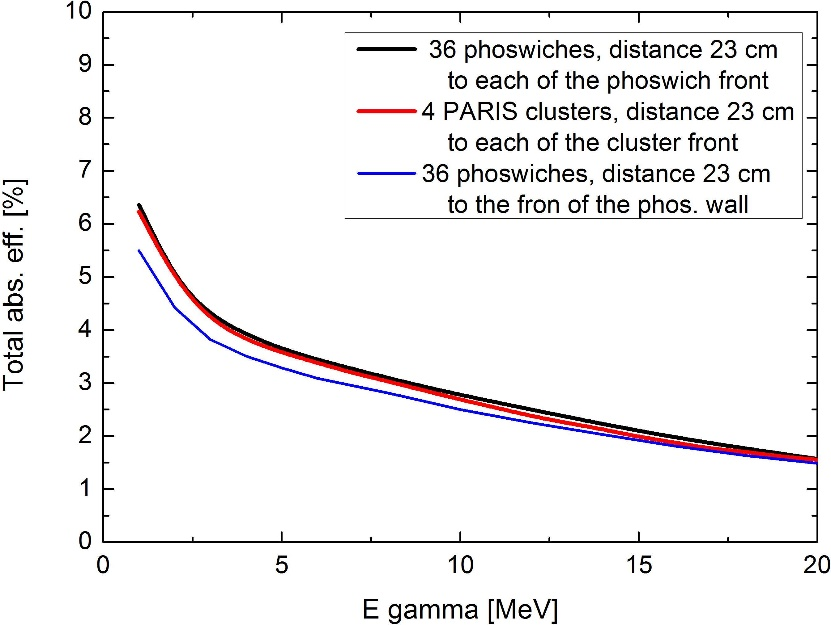 10
9
8
7
6
5
4
3
2
1
0
Total abs. eff. [%]
36 phoswiches, distance 23 cm
to each of the phoswich front
4 PARIS clusters, distance 23 cm
to each of the cluster front
36 phoswiches, distance 23 cm
to the fron of the phos. wall
0 5 10 15 20
E gamma [MeV]